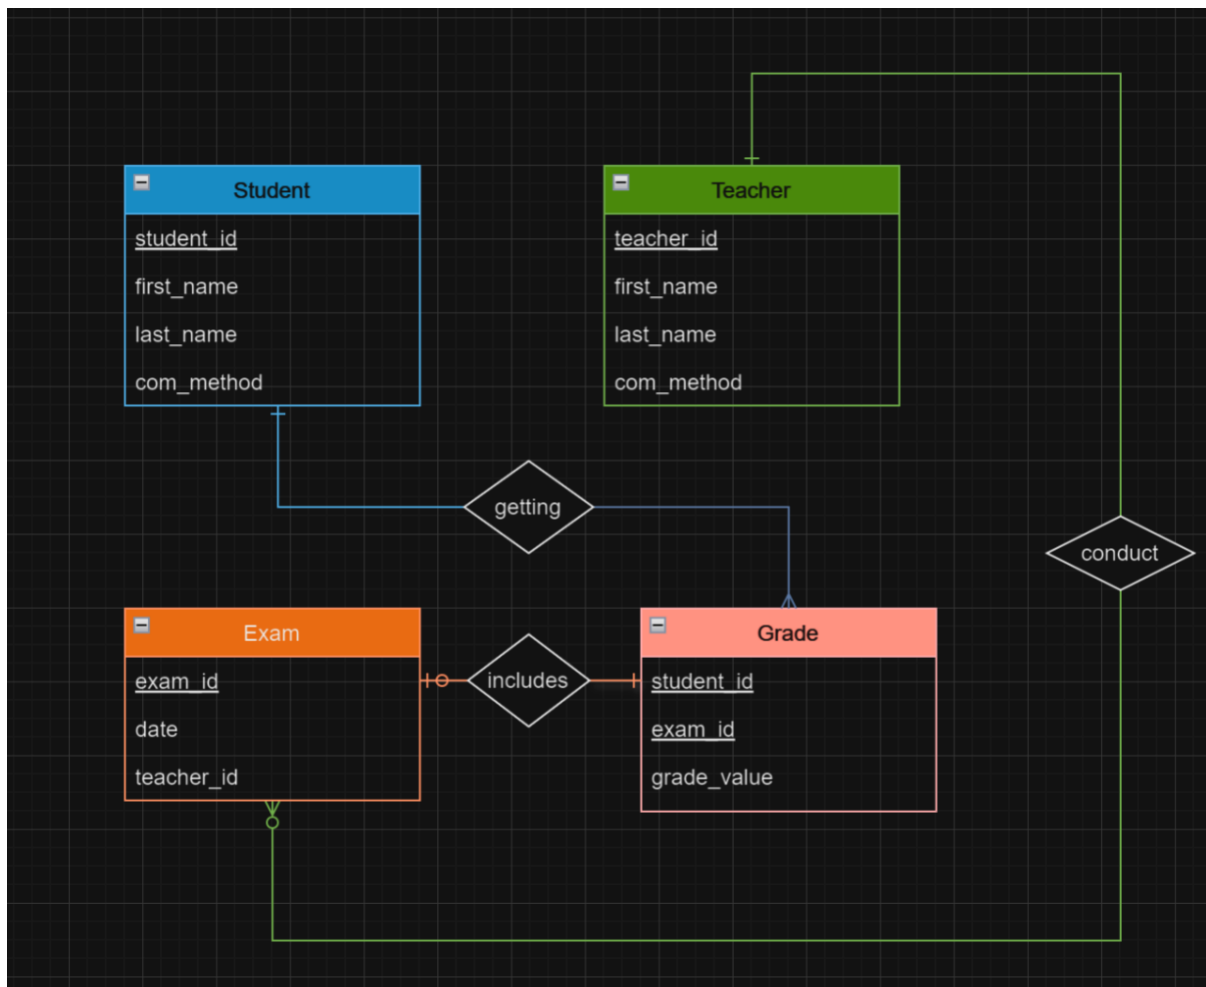 Student
student_id
first_name
last_name
com_method
Teacher
teacher_id
first_name
last_name
com_method
getting
conduct
Exam
exam_id
date
teacher_id
includes
Grade
student_id
exam_id
grade_value